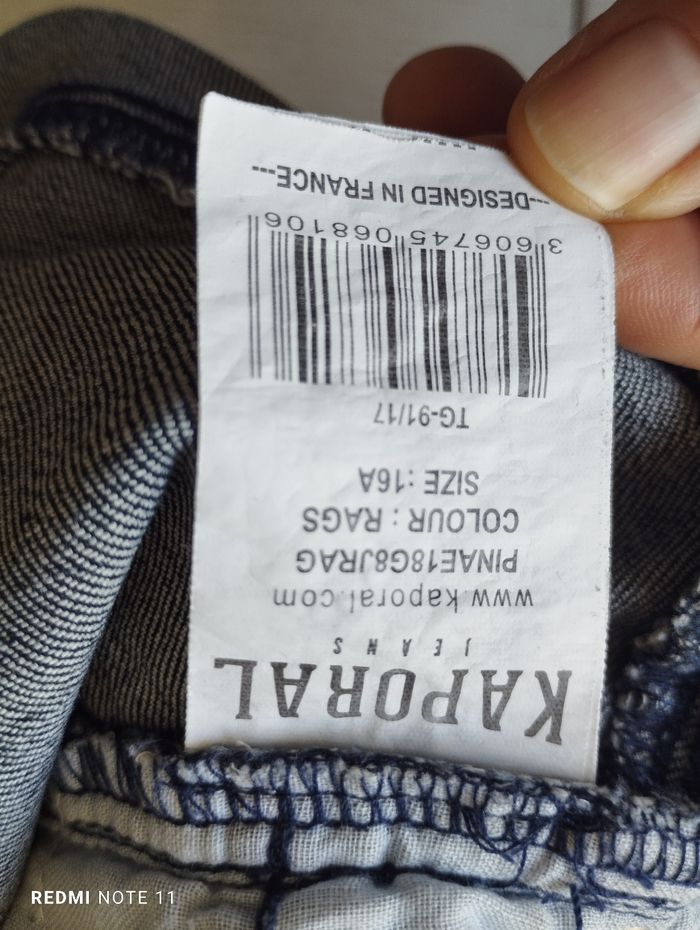 KAPORAL
JEANS
www.kaporal.com
PINAE18G8JRAG
COLOUR : RAGS
SIZE : 16A
TG-91/17
3 606745 068106
---DESIGNED IN FRANCE---
REDMI NOTE 11